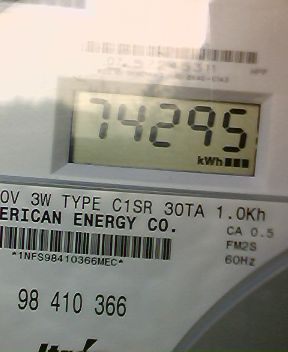 74295
kWh
0V 3W TYPE C1SR 30TA 1.0Kh
ERICAN ENERGY CO.
CA 0.5
FM2S
*1NFS98410366MEC*
60Hz
98 410 366